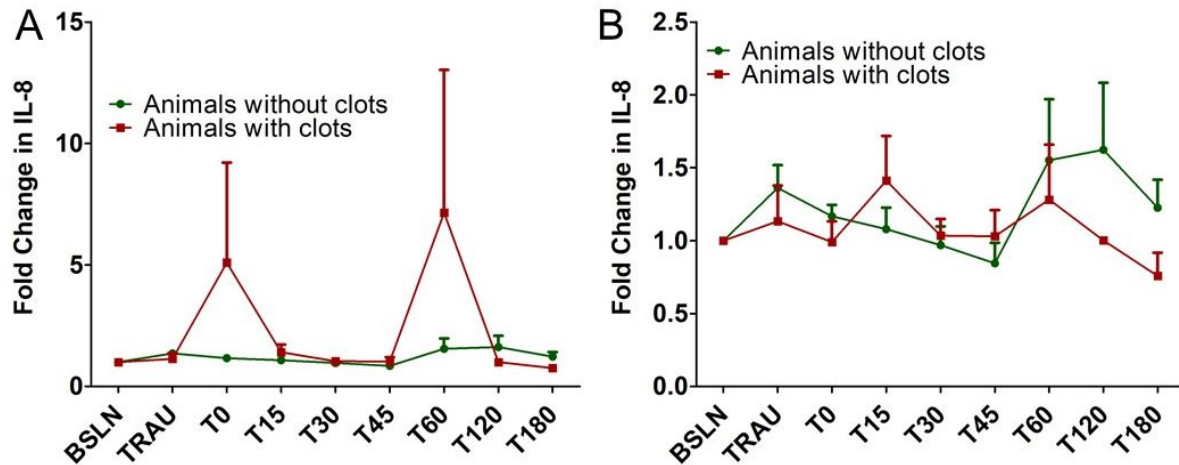 A
Fold Change in IL-8
15
10
5
0
Animals without clots
Animals with clots
BSLN
TRAU
T0
T15
T30
T45
T60
T120
T180
B
Fold Change in IL-8
2.5
2.0
1.5
1.0
0.5
0.0
Animals without clots
Animals with clots
BSLN
TRAU
T0
T15
T30
T45
T60
T120
T180